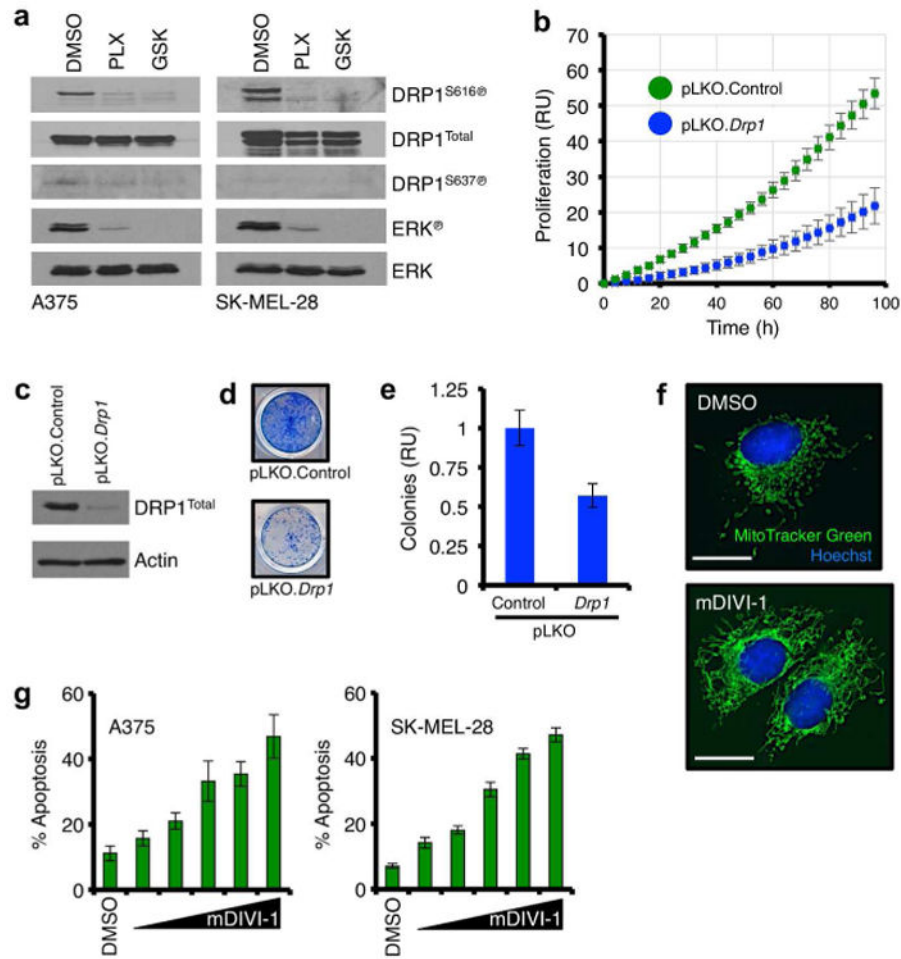 a
DMSO
PLX
GSK
DMSO
PLX
GSK
DRP1S616℗
DRP1Total
DRP1S637℗
ERK℗
ERK
A375
SK-MEL-28
b
70
60
50
40
30
20
10
0
Proliferation (RU)
pLKO.Control
pLKO.Drp1
0 20 40 60 80 100
Time (h)
c
pLKO.Control
pLKO.Drp1
DRP1Total
Actin
d
pLKO.Control
pLKO.Drp1
e
1.25
1
0.75
0.5
0.25
0
Colonies (RU)
Control Drp1
pLKO
f
DMSO
MitoTracker Green
Hoechst
mDIVI-1
g
60
40
20
0
% Apoptosis
A375
DMSO
mDIVI-1
60
40
20
0
% Apoptosis
SK-MEL-28
DMSO
mDIVI-1